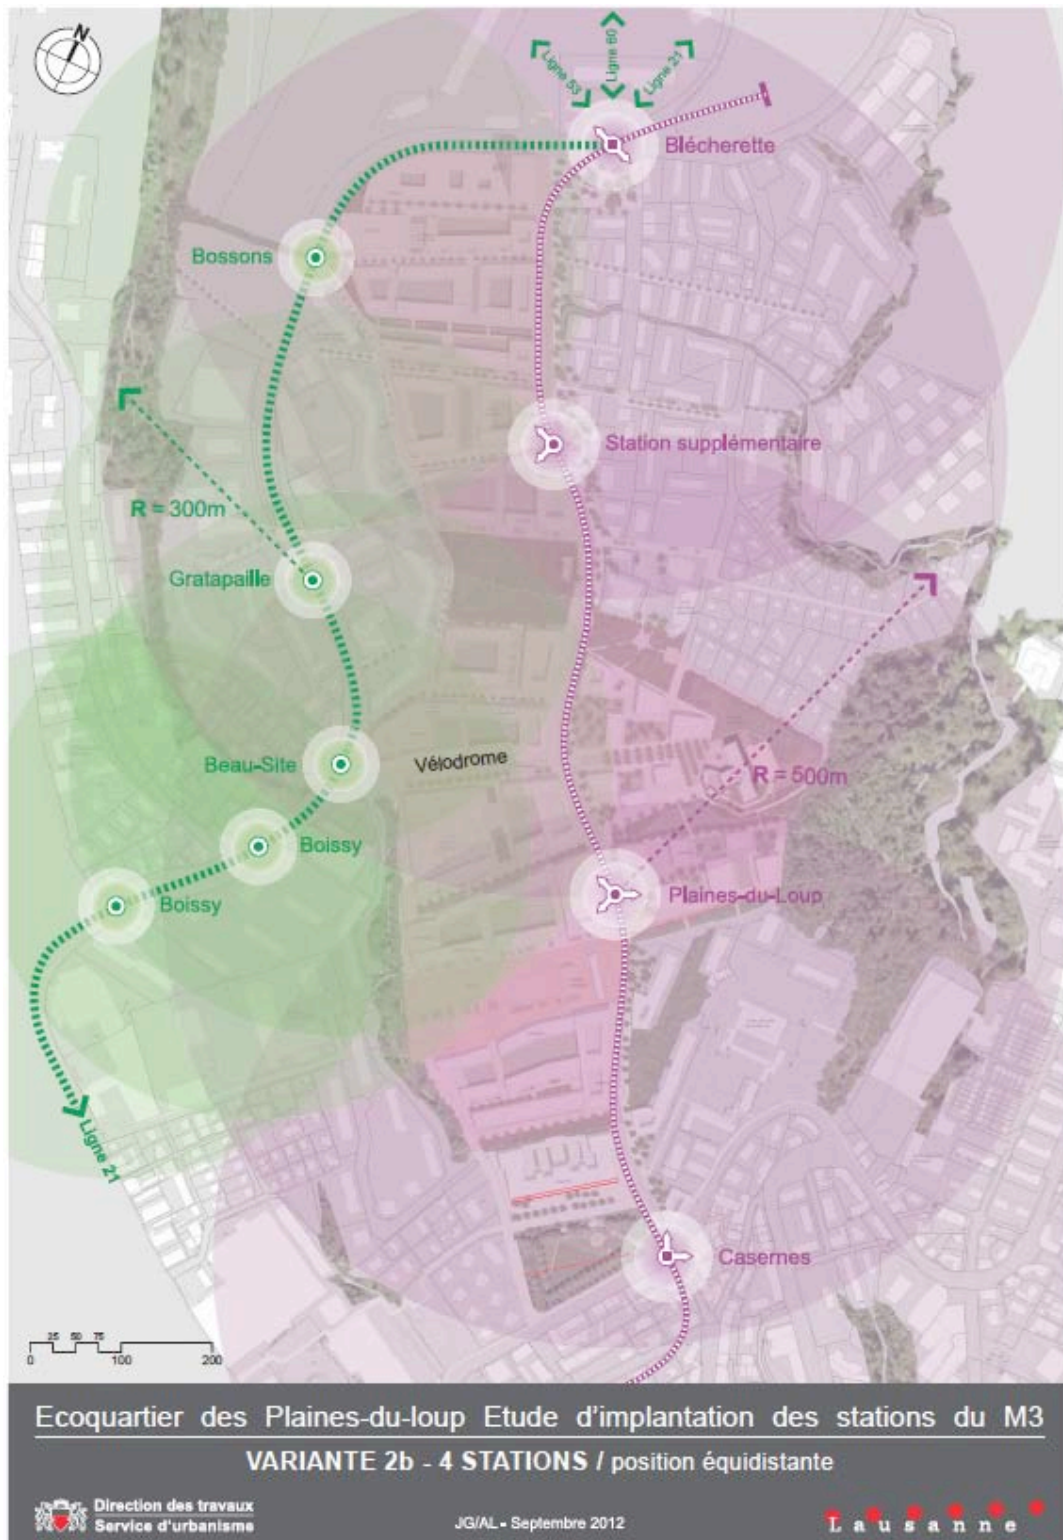 N
Ligne 53
Ligne 60
Ligne 21
Blécherette
Bossons
Station supplémentaire
R = 300m
Gratapaille
Beau-Site
Vélodrome
R = 500m
Boissy
Boissy
Plaines-du-Loup
Ligne 21
Casernes
25 50 75
0 100 200
Ecoquartier des Plaines-du-loup Etude d'implantation des stations du M3
VARIANTE 2b - 4 STATIONS / position équidistante
Direction des travaux
Service d'urbanisme
JG/AL - Septembre 2012
Lausanne